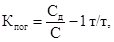 Кпог = Сд/С − 1 т/т,